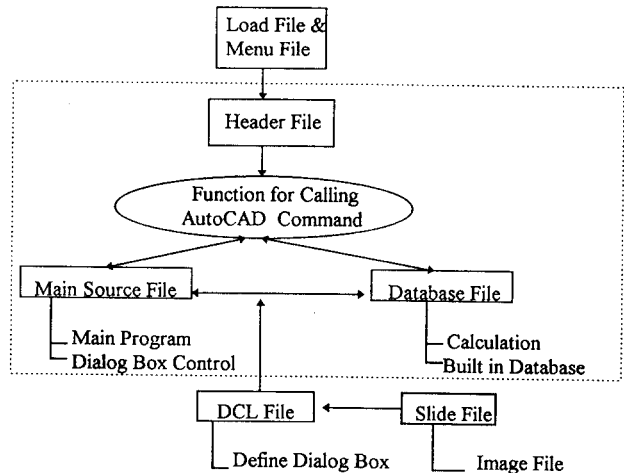 Load File &
Menu File
Header File
Function for Calling
AutoCAD Command
Main Source File
Database File
Main Program
Dialog Box Control
Calculation
Built in Database
DCL File
Slide File
Define Dialog Box
Image File